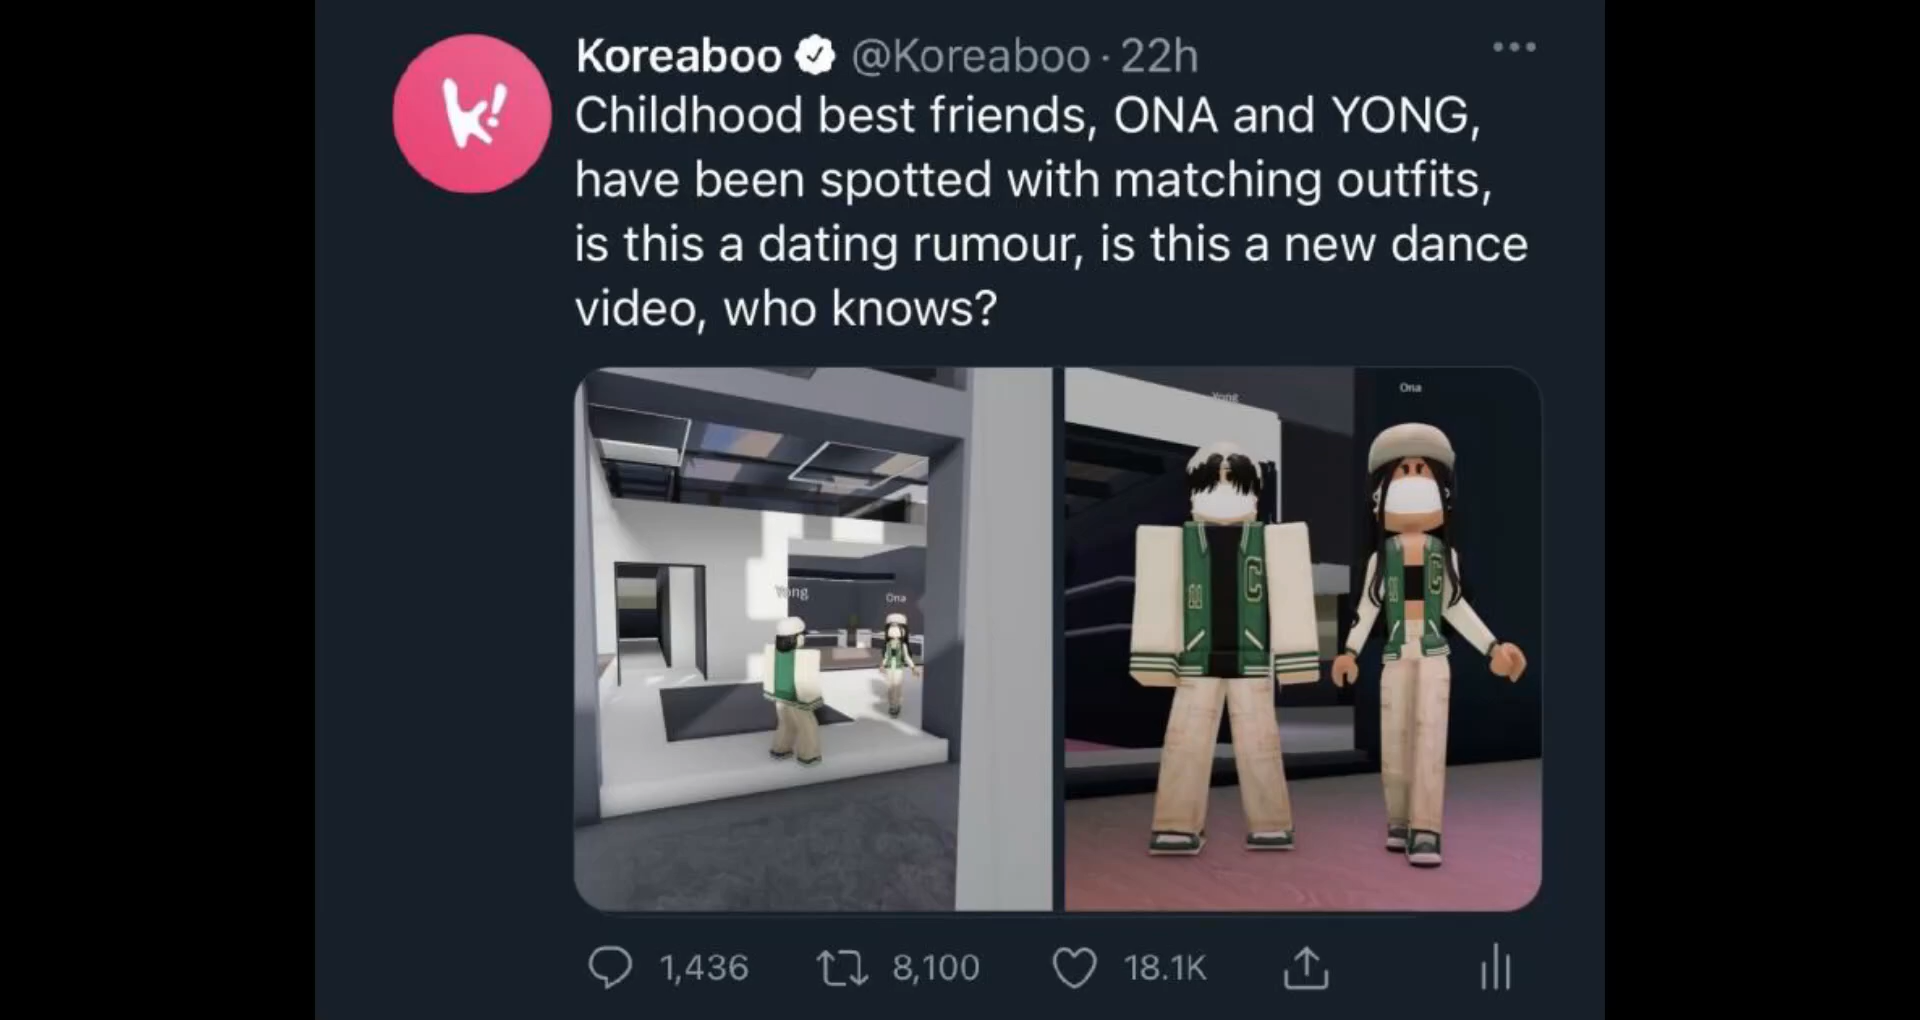 Koreaboo @Koreaboo · 22h
Childhood best friends, ONA and YONG,
have been spotted with matching outfits,
is this a dating rumour, is this a new dance
video, who knows?
k!
Yong
Ona
Yong
Ona
C
C
1,436 8,100 18.1K